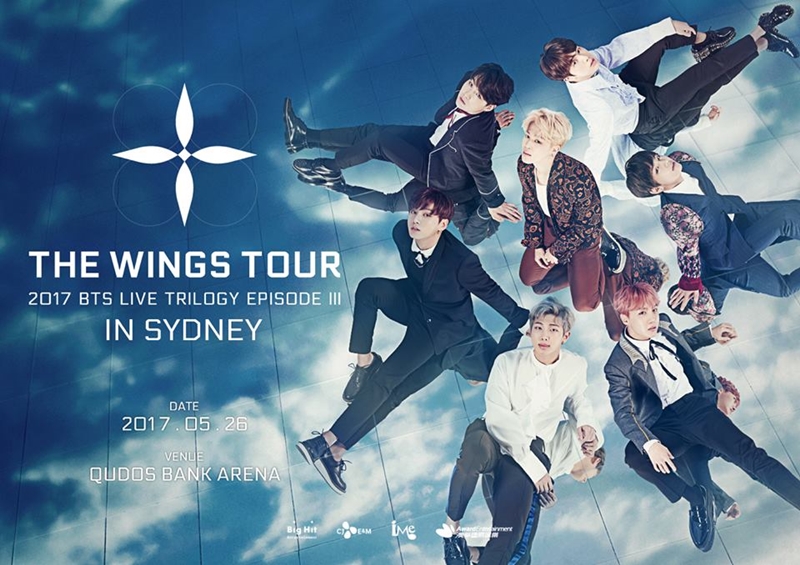 THE WINGS TOUR
2017 BTS LIVE TRILOGY EPISODE III
IN SYDNEY
DATE
2017.05.26
VENUE
QUDOS BANK ARENA
Big Hit
CJ E&M
iMe